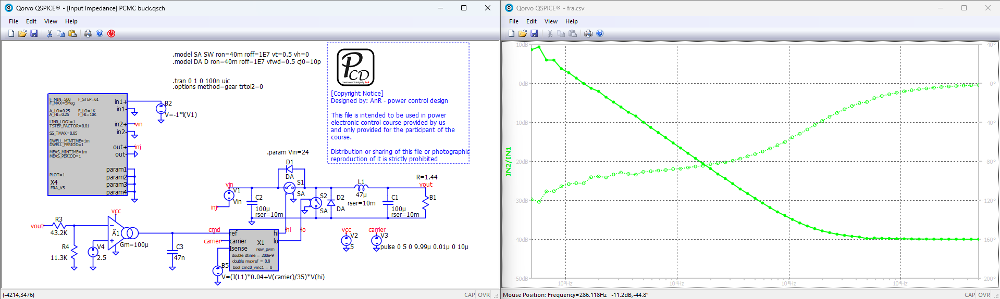 Qorvo QSPICE® - [Input Impedance] PCMC buck.qsch
File Edit View Help
.model SA SW ron=40m roff=1E7 vt=0.5 vh=0
.model DA D ron=40m roff=1E7 vfwd=0.5 cj0=10p
.tran 0 1 0 100n uic
.options method=gear trtol2=0
PCD
power control design by AnR
[Copyright Notice]
Designed by: AnR - power control design
This file is intended to be used in power
electronic control course provided by us
and only provided for the participant of the
course.
Distribution or sharing of this file or photographic
reproduction of it is strictly prohibited
F_MIN=500 F_STEP=61
F_MAX=5Meg
A_LO=0.25 F_LO=1K
A_HI=0.25 F_HI=10K
LIN0_LOG1=1
TSTEP_FACTOR=0.01
SS_TMAX=0.05
DWELL_MINTIME=1m
DWELL_PERIOD=1
MEAS_MINTIME=1m
MEAS_PERIOD=1
PLOT=1
X4
FRA_V5
in1+
in1-
in2+
in2-
out+
out-
param1
param2
param3
param4
vin
inj
B2
V=-1*i(V1)
.param Vin=24
D1
DA
S1
SA
vin
V1
Vin
inj
C2
100µ
rser=10m
S2
SA
D2
DA
L1
47µ
rser=10m
C1
100µ
rser=10m
R=1.44
vout
B1
vout
R3
43.2K
R4
11.3K
V4
2.5
vcc
Ã1
Gm=100µ
C3
47n
cmd
carrier
ref
carrier
Isense
hi
lo
X1
new_pwm
double dtime = 200e-9
double maxref = 0.8
bool cmc0_vmc1 = 0
hi
lo
B5
V=(I(L1)*0.04+V(carrier)/35)*V(hi)
vcc
V2
5
carrier
V3
pulse 0 5 0 9.99µ 0.01µ 0 10µ
(-4214,3476)
CAP OVR
Qorvo QSPICE® - fra.csv
File Edit View Help
10dB
0dB
-10dB
-20dB
-30dB
-40dB
-50dB
IN2/IN1
40°
0°
-40°
-80°
-120°
-160°
-200°
10³Hz
10⁴Hz
10⁵Hz
10⁶Hz
Mouse Position: Frequency=286.118Hz -11.2dB,-44.8°
CAP OVR